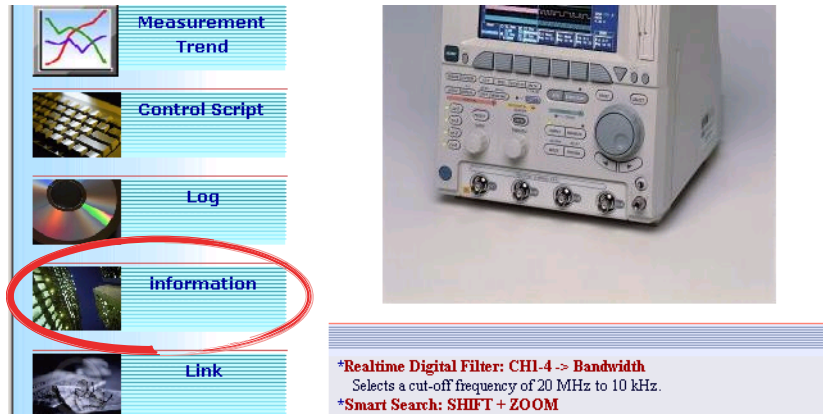 Measurement
Trend
Control Script
Log
information
Link
*Realtime Digital Filter: CH1-4 -> Bandwidth
Selects a cut-off frequency of 20 MHz to 10 kHz.
*Smart Search: SHIFT + ZOOM